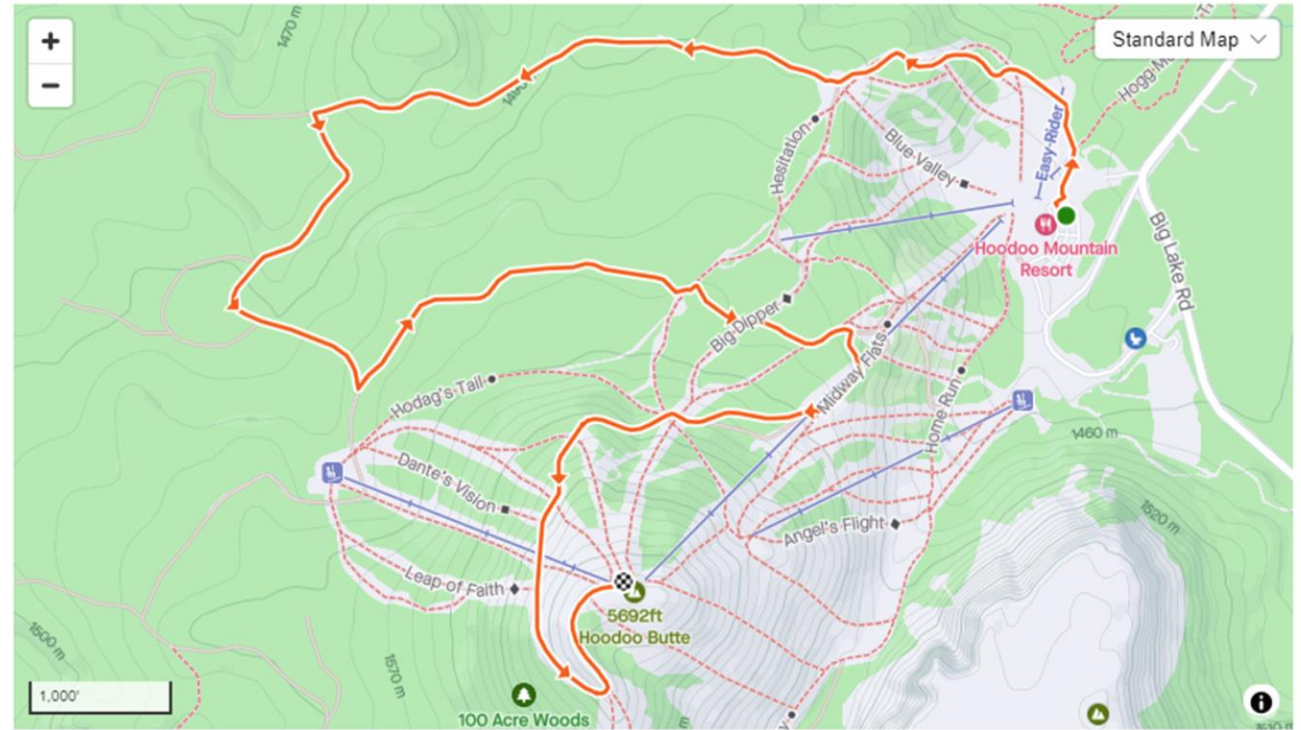 +
−
1470 m
Standard Map
Hogg
Easy-Rider
Hesitation
Blue Valley
Hoodoo Mountain
Resort
Big Lake Rd
Big-Dipper
Midway Flats
Hodag's Tail
Home Run
1460 m
Dante's Vision
Angel's Flight
1520 m
Leap of Faith
5692ft
Hoodoo Butte
1500 m
1570 m
1,000'
100 Acre Woods
m
i